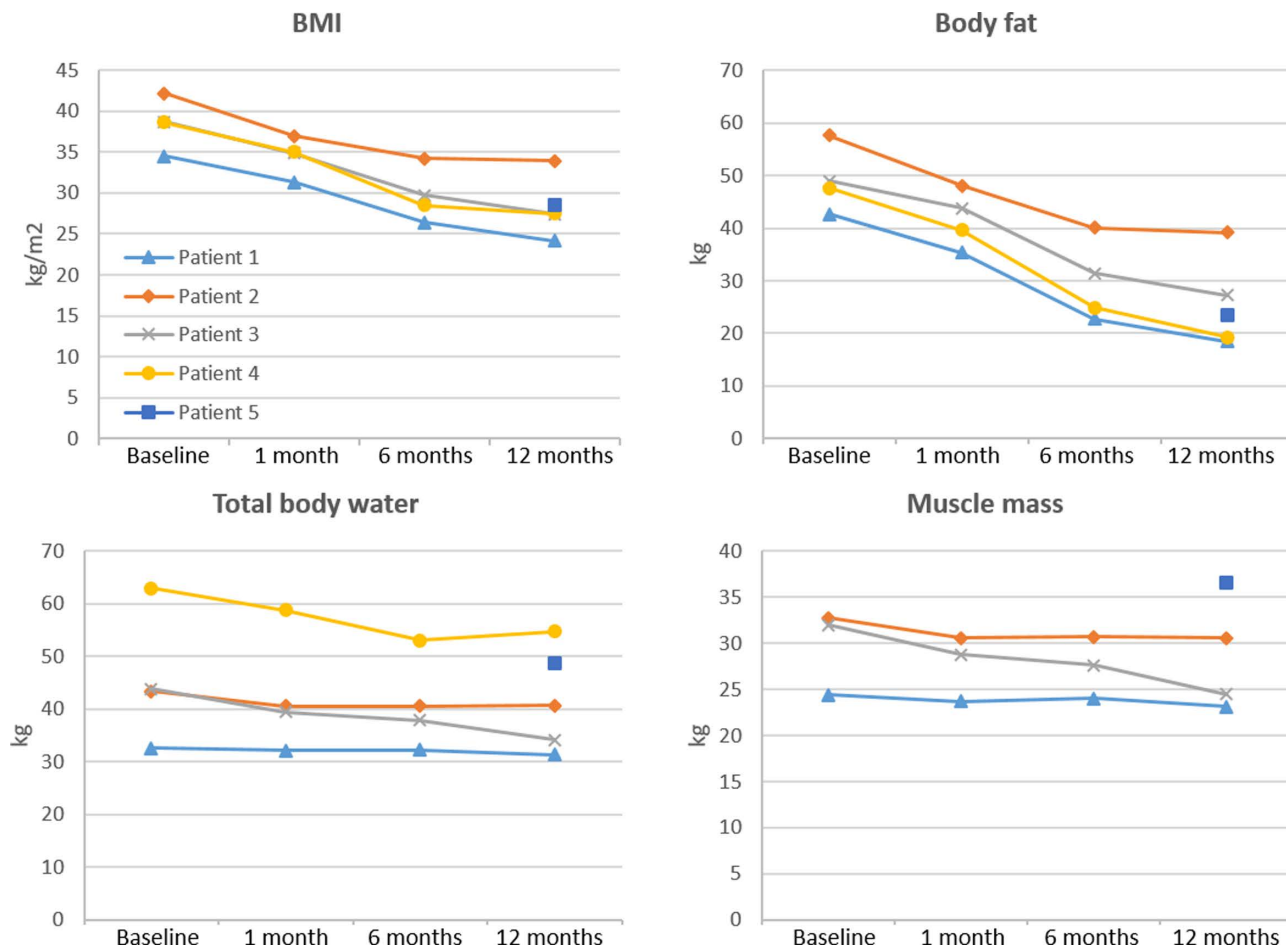 BMI
45
40
35
30
25
20
15
10
5
0
kg/m2
Patient 1
Patient 2
Patient 3
Patient 4
Patient 5
Baseline 1 month 6 months 12 months
Body fat
70
60
50
40
30
20
10
0
kg
Baseline 1 month 6 months 12 months
Total body water
70
60
50
40
30
20
10
0
kg
Baseline 1 month 6 months 12 months
Muscle mass
40
35
30
25
20
15
10
5
0
kg
Baseline 1 month 6 months 12 months